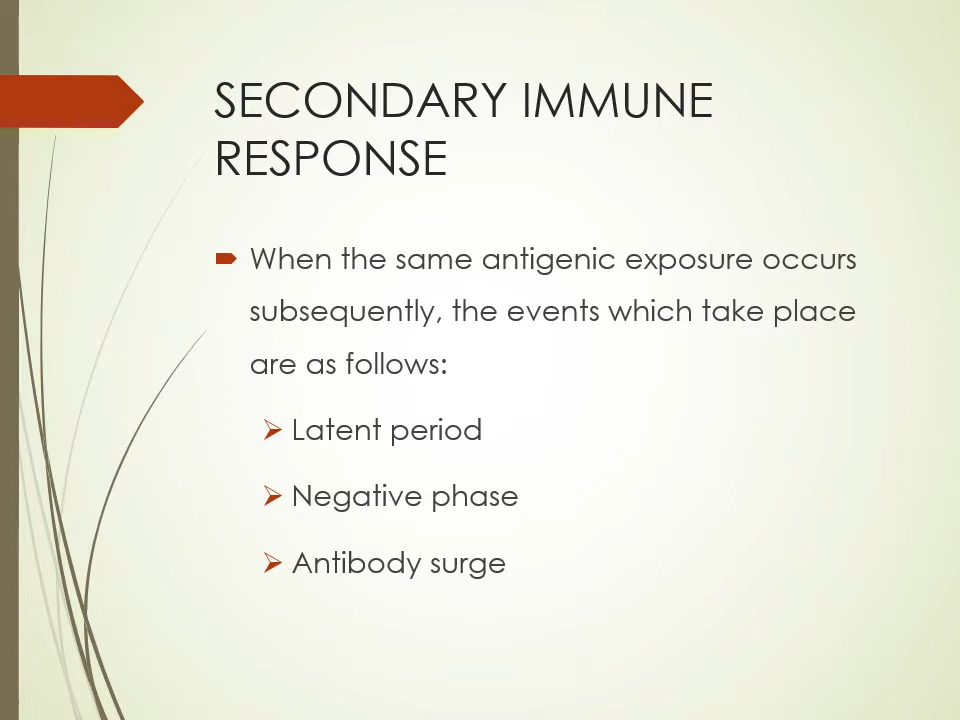 SECONDARY IMMUNE
RESPONSE
When the same antigenic exposure occurs
subsequently, the events which take place
are as follows:
Latent period
Negative phase
Antibody surge